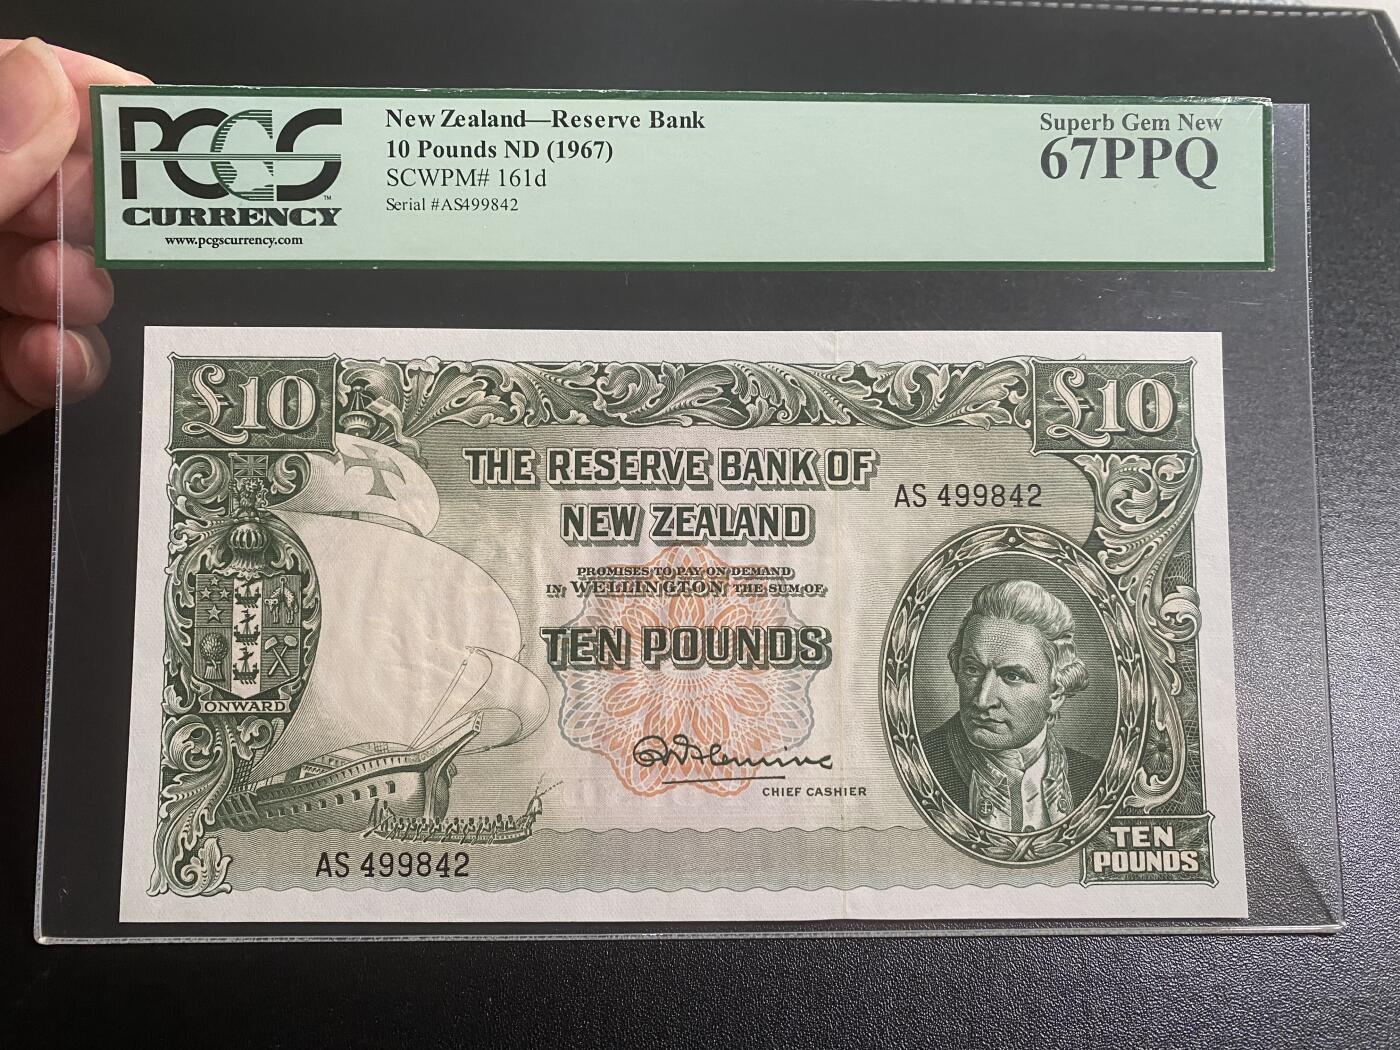 PCGS
CURRENCY™
www.pcgscurrency.com
New Zealand—Reserve Bank
10 Pounds ND (1967)
SCWPM# 161d
Serial #AS499842
Superb Gem New
67PPQ
£10
£10
THE RESERVE BANK OF
NEW ZEALAND
AS 499842
PROMISES TO PAY ON DEMAND
IN WELLINGTON THE SUM OF
TEN POUNDS
ONWARD
R N Fleming
CHIEF CASHIER
AS 499842
TEN
POUNDS